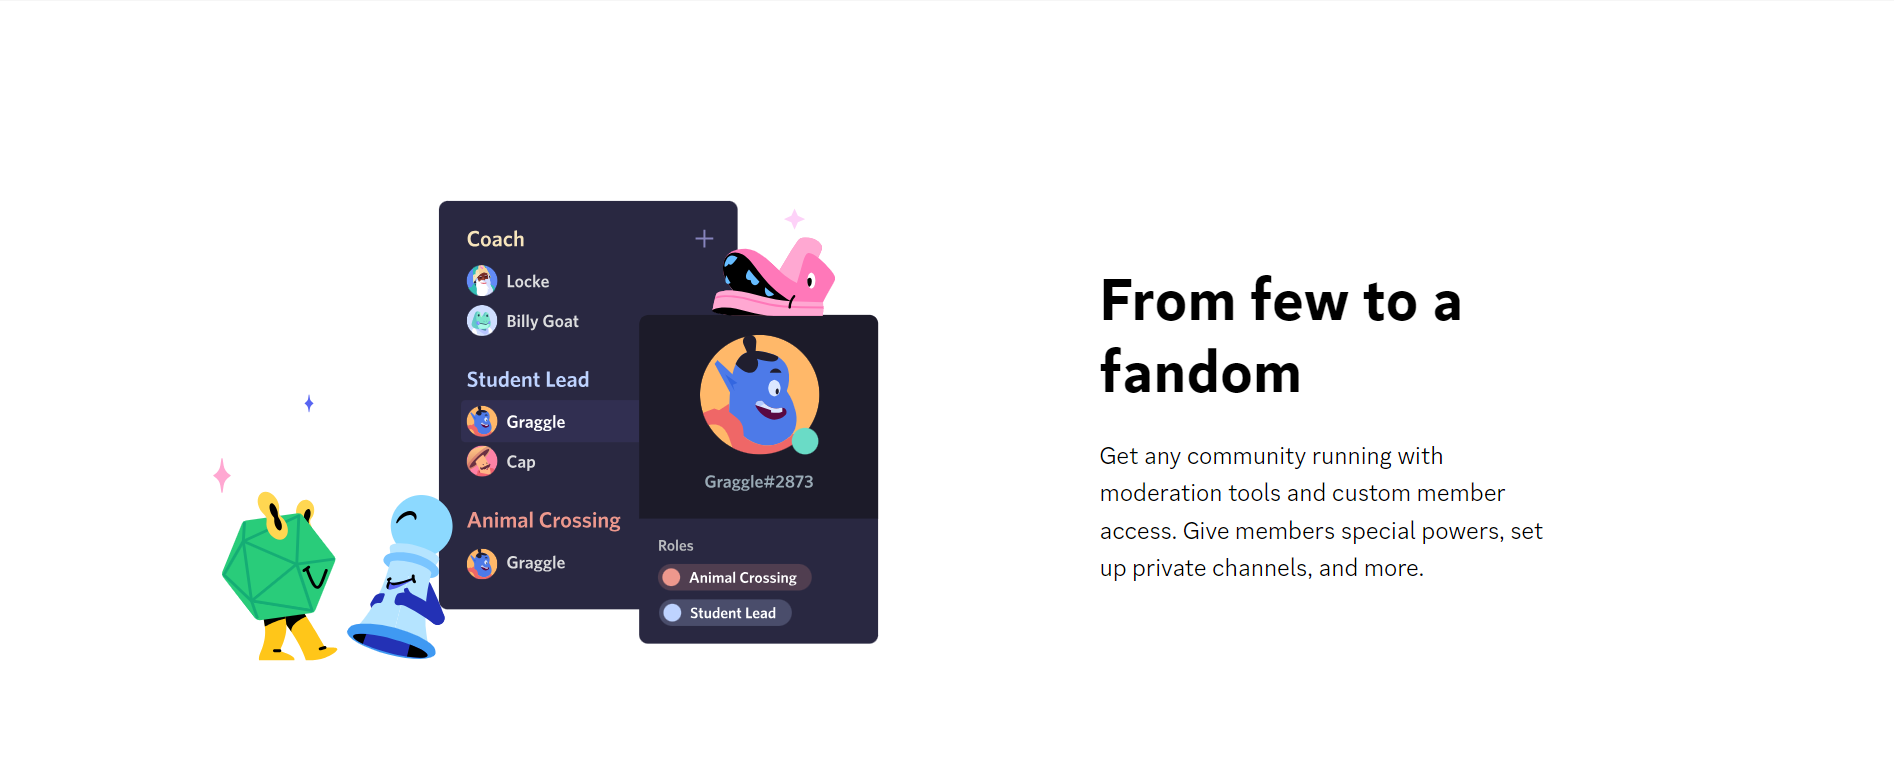 Coach
Locke
Billy Goat
Student Lead
Graggle
Cap
Animal Crossing
Graggle
Graggle#2873
Roles
Animal Crossing
Student Lead
From few to a
fandom
Get any community running with
moderation tools and custom member
access. Give members special powers, set
up private channels, and more.